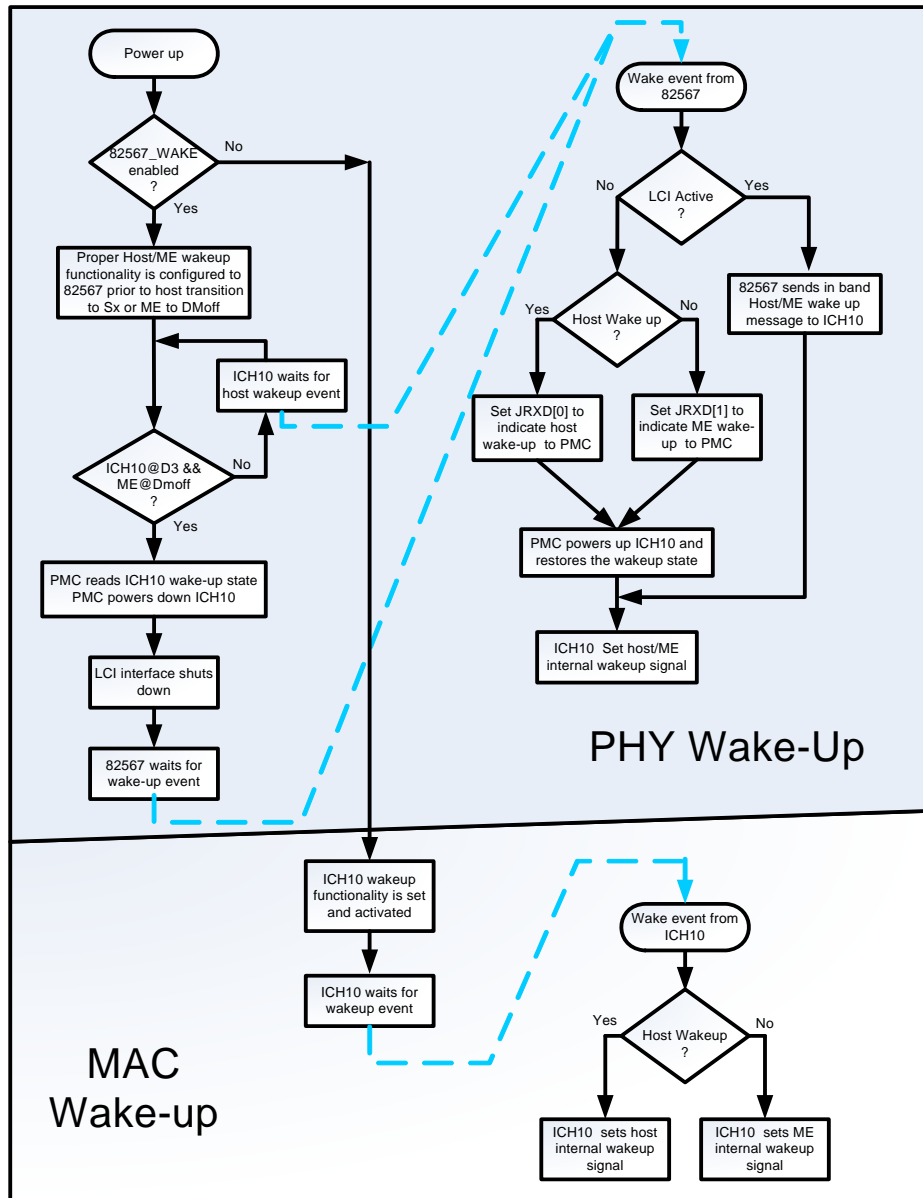 Power up
82567_WAKE
enabled
?
No
Yes
Proper Host/ME wakeup
functionality is configured to
82567 prior to host transition
to Sx or ME to DMoff
ICH10 waits for
host wakeup event
ICH10@D3 &&
ME@Dmoff
?
No
Yes
PMC reads ICH10 wake-up state
PMC powers down ICH10
LCI interface shuts
down
82567 waits for
wake-up event
Wake event from
82567
LCI Active
?
No
Yes
82567 sends in band
Host/ME wake up
message to ICH10
Host Wake up
?
Yes
No
Set JRXD[0] to
indicate host
wake-up to PMC
Set JRXD[1] to
indicate ME wake-
up to PMC
PMC powers up ICH10 and
restores the wakeup state
ICH10 Set host/ME
internal wakeup signal
PHY Wake-Up
ICH10 wakeup
functionality is set
and activated
ICH10 waits for
wakeup event
Wake event from
ICH10
Host Wakeup
?
Yes
No
ICH10 sets host
internal wakeup
signal
ICH10 sets ME
internal wakeup
signal
MAC
Wake-up